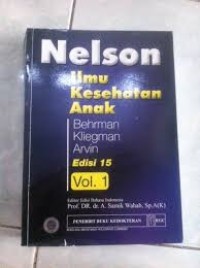 Nelson
Ilmu
Kesehatan
Anak
Behrman
Kliegman
Arvin
Edisi 15
Vol. 1
Editor Edisi Bahasa Indonesia
Prof. DR. dr. A. Samik Wahab, Sp.A(K)
PENERBIT BUKU KEDOKTERAN
EGC